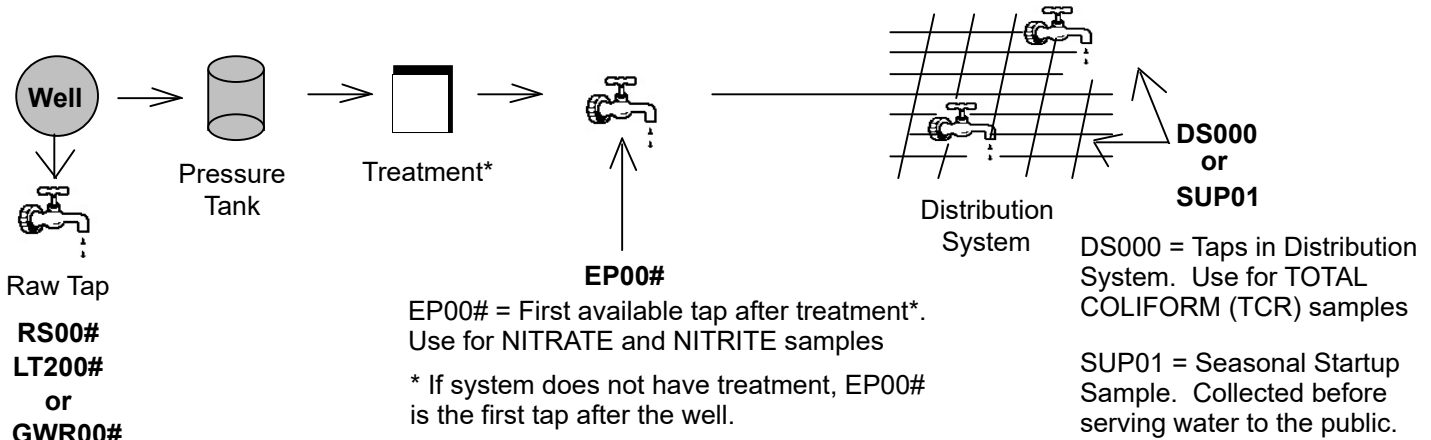 Well
Raw Tap
RS00#
LT200#
or
GWR00#
Pressure
Tank
Treatment*
EP00#
EP00# = First available tap after treatment*.
Use for NITRATE and NITRITE samples
* If system does not have treatment, EP00#
is the first tap after the well.
Distribution
System
DS000
or
SUP01
DS000 = Taps in Distribution
System. Use for TOTAL
COLIFORM (TCR) samples
SUP01 = Seasonal Startup
Sample. Collected before
serving water to the public.